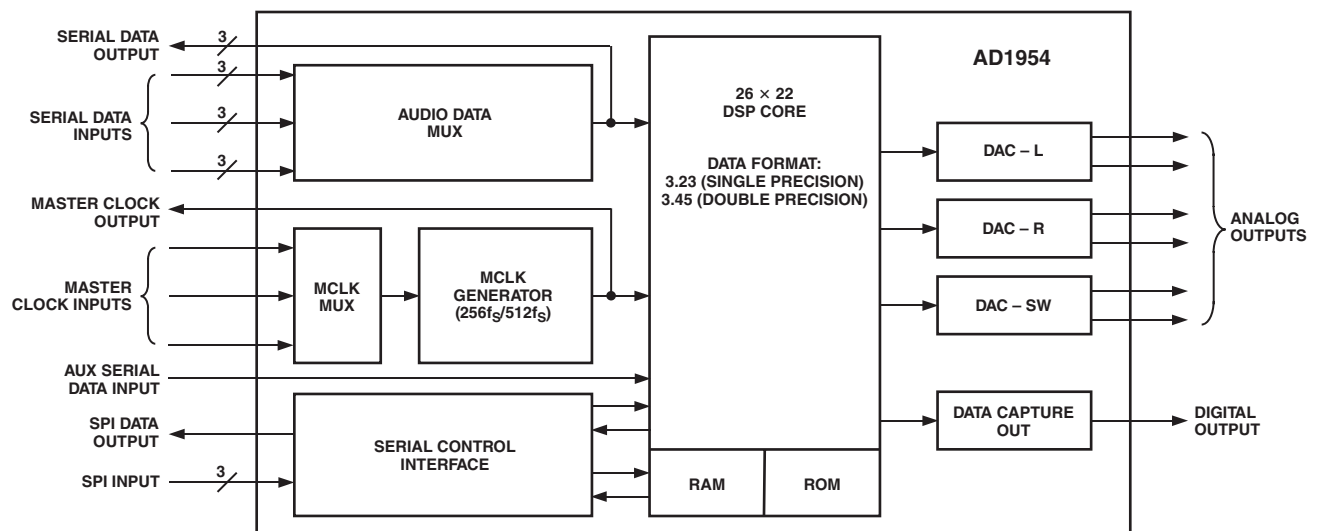 SERIAL DATA
OUTPUT
3
3
SERIAL DATA
INPUTS
3
3
AUDIO DATA
MUX
MASTER CLOCK
OUTPUT
MASTER
CLOCK INPUTS
MCLK
MUX
MCLK
GENERATOR
(256fS/512fS)
AUX SERIAL
DATA INPUT
SPI DATA
OUTPUT
SPI INPUT
3
SERIAL CONTROL
INTERFACE
26 × 22
DSP CORE
DATA FORMAT:
3.23 (SINGLE PRECISION)
3.45 (DOUBLE PRECISION)
RAM
ROM
AD1954
DAC – L
DAC – R
DAC – SW
DATA CAPTURE
OUT
ANALOG
OUTPUTS
DIGITAL
OUTPUT